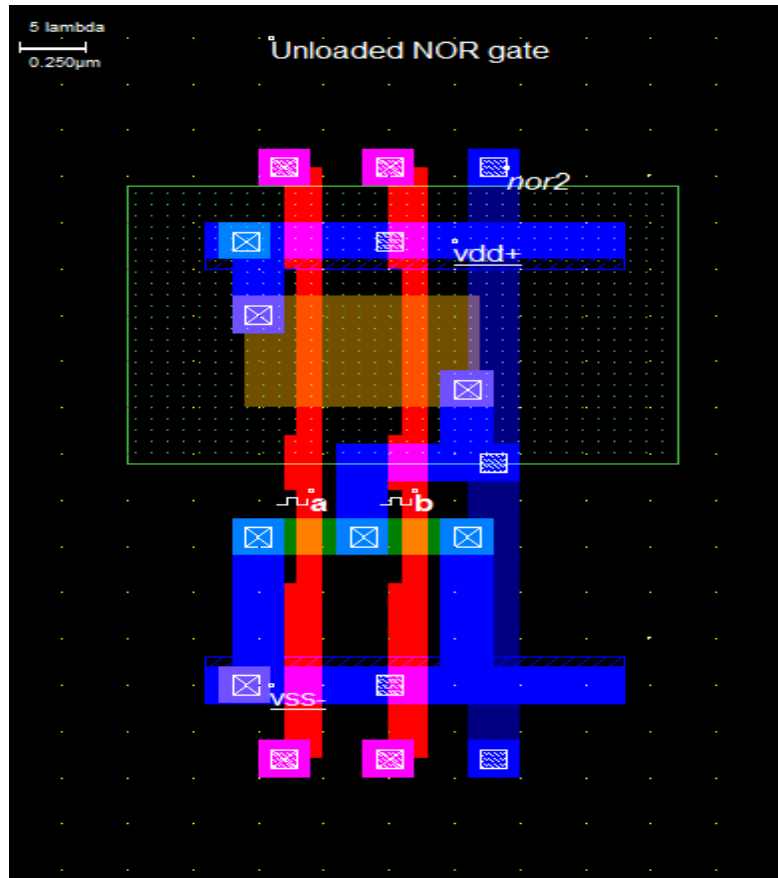 5 lambda
0.250µm
Unloaded NOR gate
nor2
vdd+
a
b
vss-